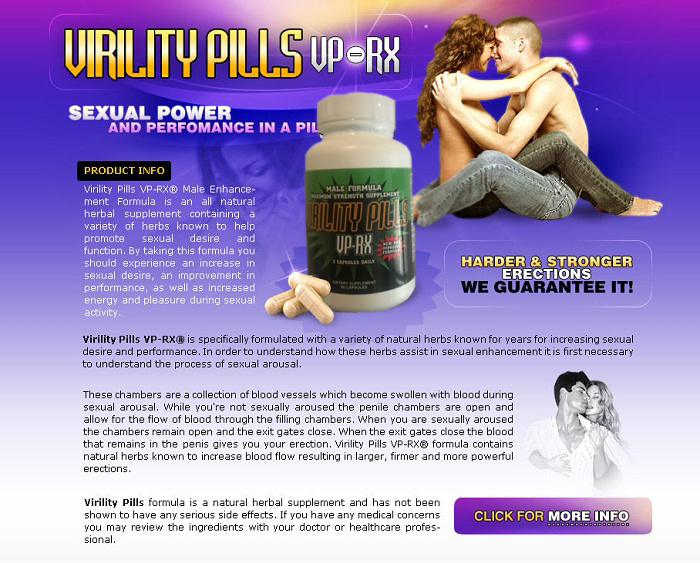 VIRILITY PILLS VP-RX
SEXUAL POWER
AND PERFOMANCE IN A PIL
PRODUCT INFO
Virility Pills VP-RX® Male Enhance-
ment Formula is an all natural
herbal supplement containing a
variety of herbs known to help
promote sexual desire and
function. By taking this formula you
should experience an increase in
sexual desire, an improvement in
performance, as well as increased
energy and pleasure during sexual
activity.
MALE FORMULA
MAXIMUM STRENGTH SUPPLEMENT
VIRILITY PILLS
VP-RX
2 CAPSULES DAILY
DIETARY SUPPLEMENT
60 CAPSULES
HARDER & STRONGER
ERECTIONS
WE GUARANTEE IT!
Virility Pills VP-RX® is specifically formulated with a variety of natural herbs known for years for increasing sexual
desire and performance. In order to understand how these herbs assist in sexual enhancement it is first necessary
to understand the process of sexual arousal.
These chambers are a collection of blood vessels which become swollen with blood during
sexual arousal. While you're not sexually aroused the penile chambers are open and
allow for the flow of blood through the filling chambers. When you are sexually aroused
the chambers remain open and the exit gates close. When the exit gates close the blood
that remains in the penis gives you your erection. Virility Pills VP-RX® formula contains
natural herbs known to increase blood flow resulting in larger, firmer and more powerful
erections.
Virility Pills formula is a natural herbal supplement and has not been
shown to have any serious side effects. If you have any medical concerns
you may review the ingredients with your doctor or healthcare profes-
sional.
CLICK FOR MORE INFO